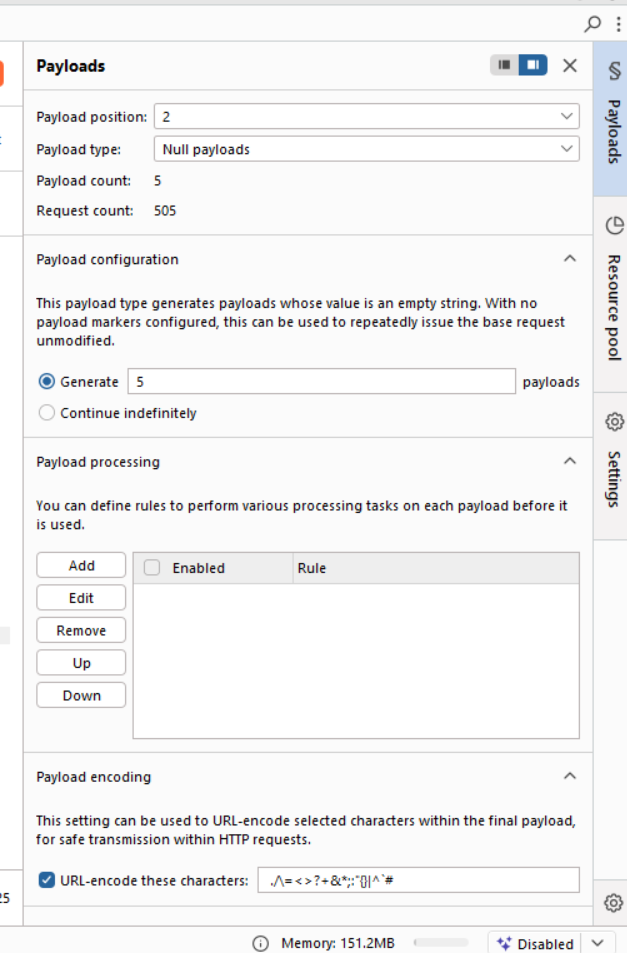 Payloads
Payload position: 2
Payload type: Null payloads
Payload count: 5
Request count: 505
Payload configuration
This payload type generates payloads whose value is an empty string. With no
payload markers configured, this can be used to repeatedly issue the base request
unmodified.
Generate 5 payloads
Continue indefinitely
Payload processing
You can define rules to perform various processing tasks on each payload before it
is used.
Add
Edit
Remove
Up
Down
Enabled Rule
Payload encoding
This setting can be used to URL-encode selected characters within the final payload,
for safe transmission within HTTP requests.
URL-encode these characters: ./\=<>?+&*;:"{}|^`#
25
Memory: 151.2MB
Disabled
Payloads
Resource pool
Settings